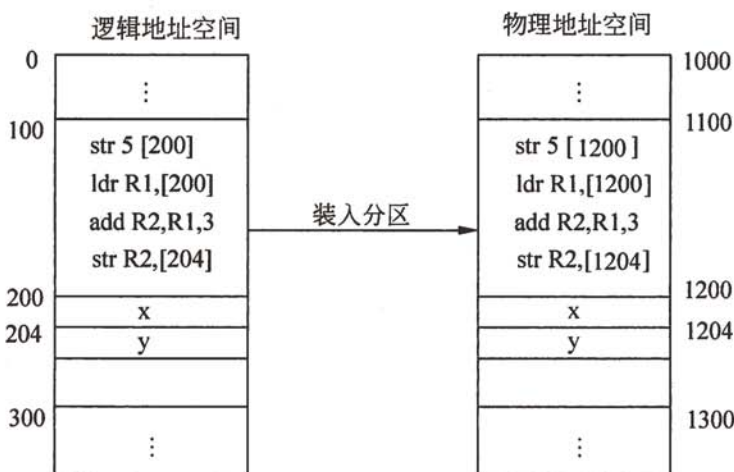 逻辑地址空间
0
⋮
100
str 5 [200]
ldr R1,[200]
add R2,R1,3
str R2,[204]
200
x
204
y
300
⋮
装入分区
物理地址空间
1000
⋮
1100
str 5 [1200]
ldr R1,[1200]
add R2,R1,3
str R2,[1204]
1200
x
1204
y
1300
⋮